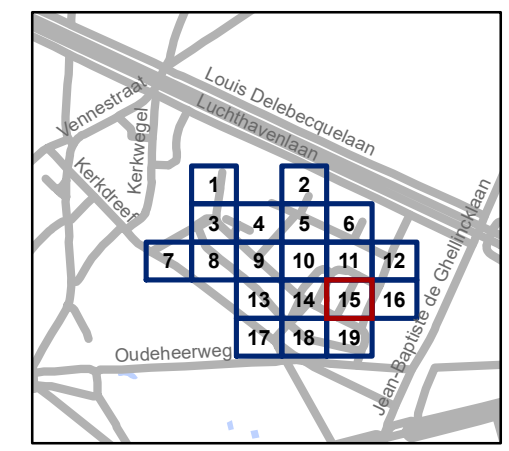 Louis Delebecquelaan
Luchthavenlaan
Vennestraat
Kerkwegel
Kerkdreef
1 2
3 4 5 6
7 8 9 10 11 12
13 14 15 16
17 18 19
Oudeheerweg
Jean-Baptiste de Ghellincklaan